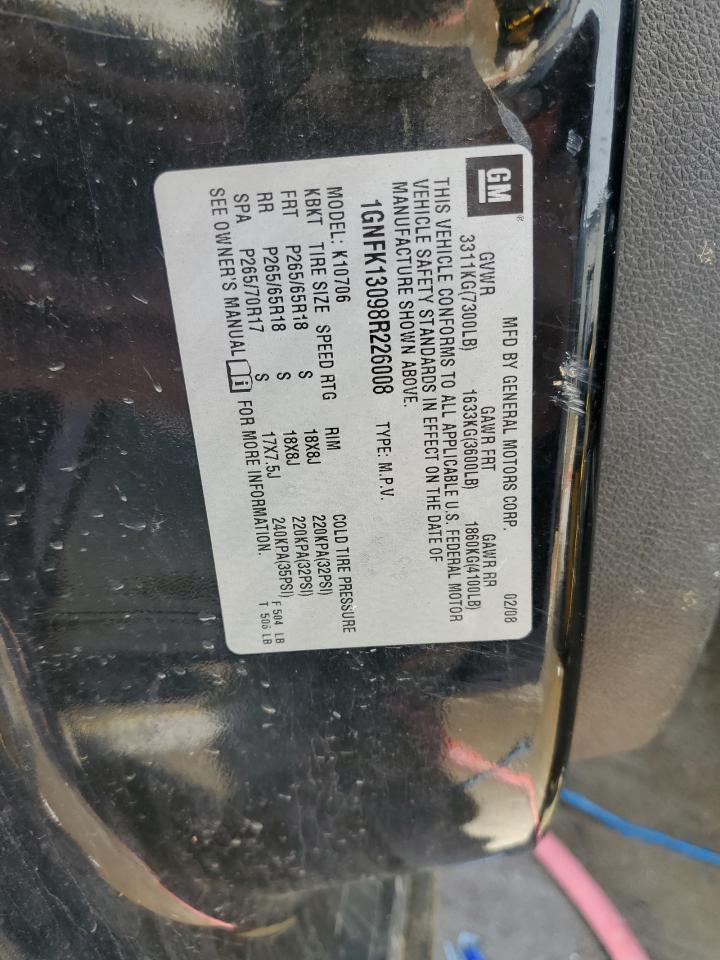 GM®
MFD BY GENERAL MOTORS CORP. 02/08
GVWR GAWR FRT GAWR RR
3311KG(7300LB) 1633KG(3600LB) 1860KG(4100LB)
THIS VEHICLE CONFORMS TO ALL APPLICABLE U.S. FEDERAL MOTOR
VEHICLE SAFETY STANDARDS IN EFFECT ON THE DATE OF
MANUFACTURE SHOWN ABOVE.
1GNFK13098R226008 TYPE: M.P.V.
MODEL: K10706
KBKT TIRE SIZE SPEED RTG RIM COLD TIRE PRESSURE
FRT P265/65R18 S 18X8J 220KPA(32PSI)
RR P265/65R18 S 18X8J 220KPA(32PSI)
SPA P265/70R17 S 17X7.5J 240KPA(35PSI)
SEE OWNER'S MANUAL FOR MORE INFORMATION.
F 504 LB
T 506 LB